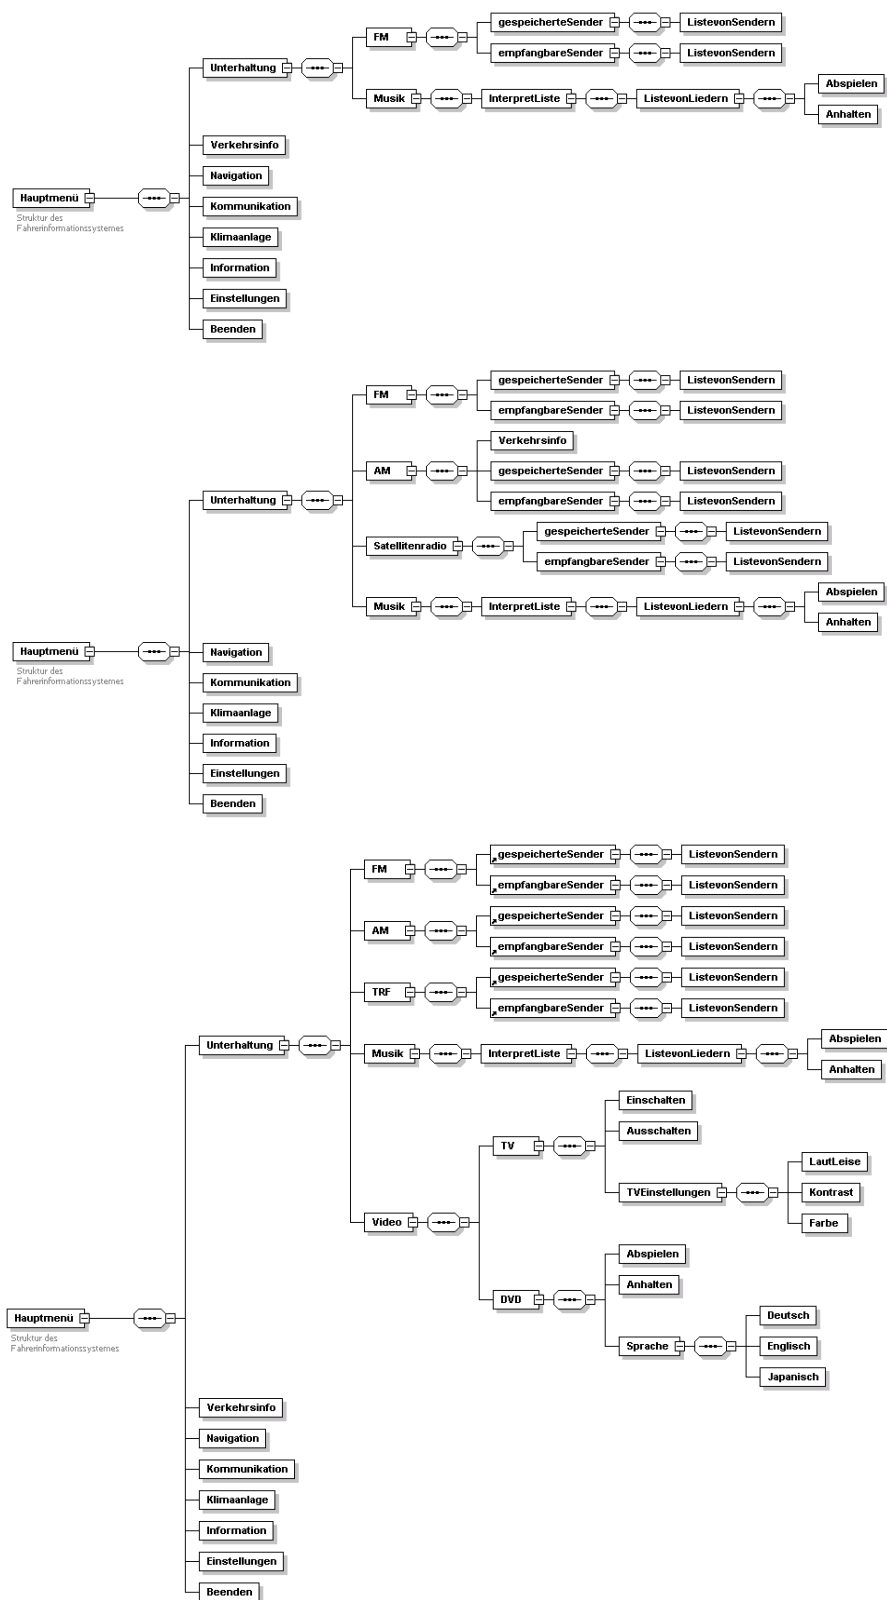 gespeicherteSender
ListevonSendern
FM
empfangbareSender
ListevonSendern
Unterhaltung
Abspielen
Musik
InterpretListe
ListevonLiedern
Anhalten
Verkehrsinfo
Navigation
Hauptmenü
Kommunikation
Struktur des
Fahrerinformationssystemes
Klimaanlage
Information
Einstellungen
Beenden
gespeicherteSender
ListevonSendern
FM
empfangbareSender
ListevonSendern
Verkehrsinfo
AM
gespeicherteSender
ListevonSendern
Unterhaltung
empfangbareSender
ListevonSendern
gespeicherteSender
ListevonSendern
Satellitenradio
empfangbareSender
ListevonSendern
Abspielen
Musik
InterpretListe
ListevonLiedern
Anhalten
Hauptmenü
Navigation
Struktur des
Fahrerinformationssystemes
Kommunikation
Klimaanlage
Information
Einstellungen
Beenden
gespeicherteSender
ListevonSendern
FM
empfangbareSender
ListevonSendern
gespeicherteSender
ListevonSendern
AM
empfangbareSender
ListevonSendern
gespeicherteSender
ListevonSendern
TRF
empfangbareSender
ListevonSendern
Unterhaltung
Abspielen
Musik
InterpretListe
ListevonLiedern
Anhalten
Einschalten
Ausschalten
TV
LautLeise
TVEinstellungen
Kontrast
Farbe
Video
Abspielen
Anhalten
DVD
Deutsch
Sprache
Englisch
Japanisch
Hauptmenü
Struktur des
Fahrerinformationssystemes
Verkehrsinfo
Navigation
Kommunikation
Klimaanlage
Information
Einstellungen
Beenden